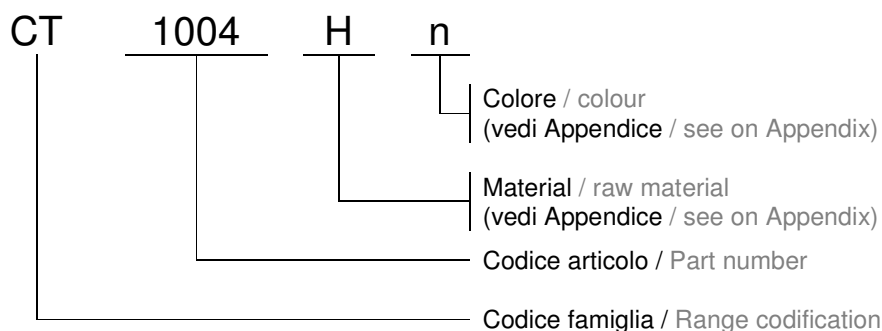 CT 1004 H n
Colore / colour
(vedi Appendice / see on Appendix)
Material / raw material
(vedi Appendice / see on Appendix)
Codice articolo / Part number
Codice famiglia / Range codification